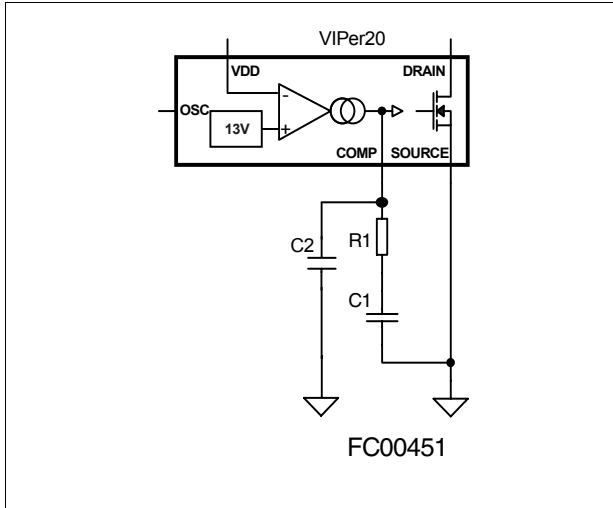 VIPer20
VDD
DRAIN
-
OSC
13V
+
COMP
SOURCE
C2
R1
C1
FC00451